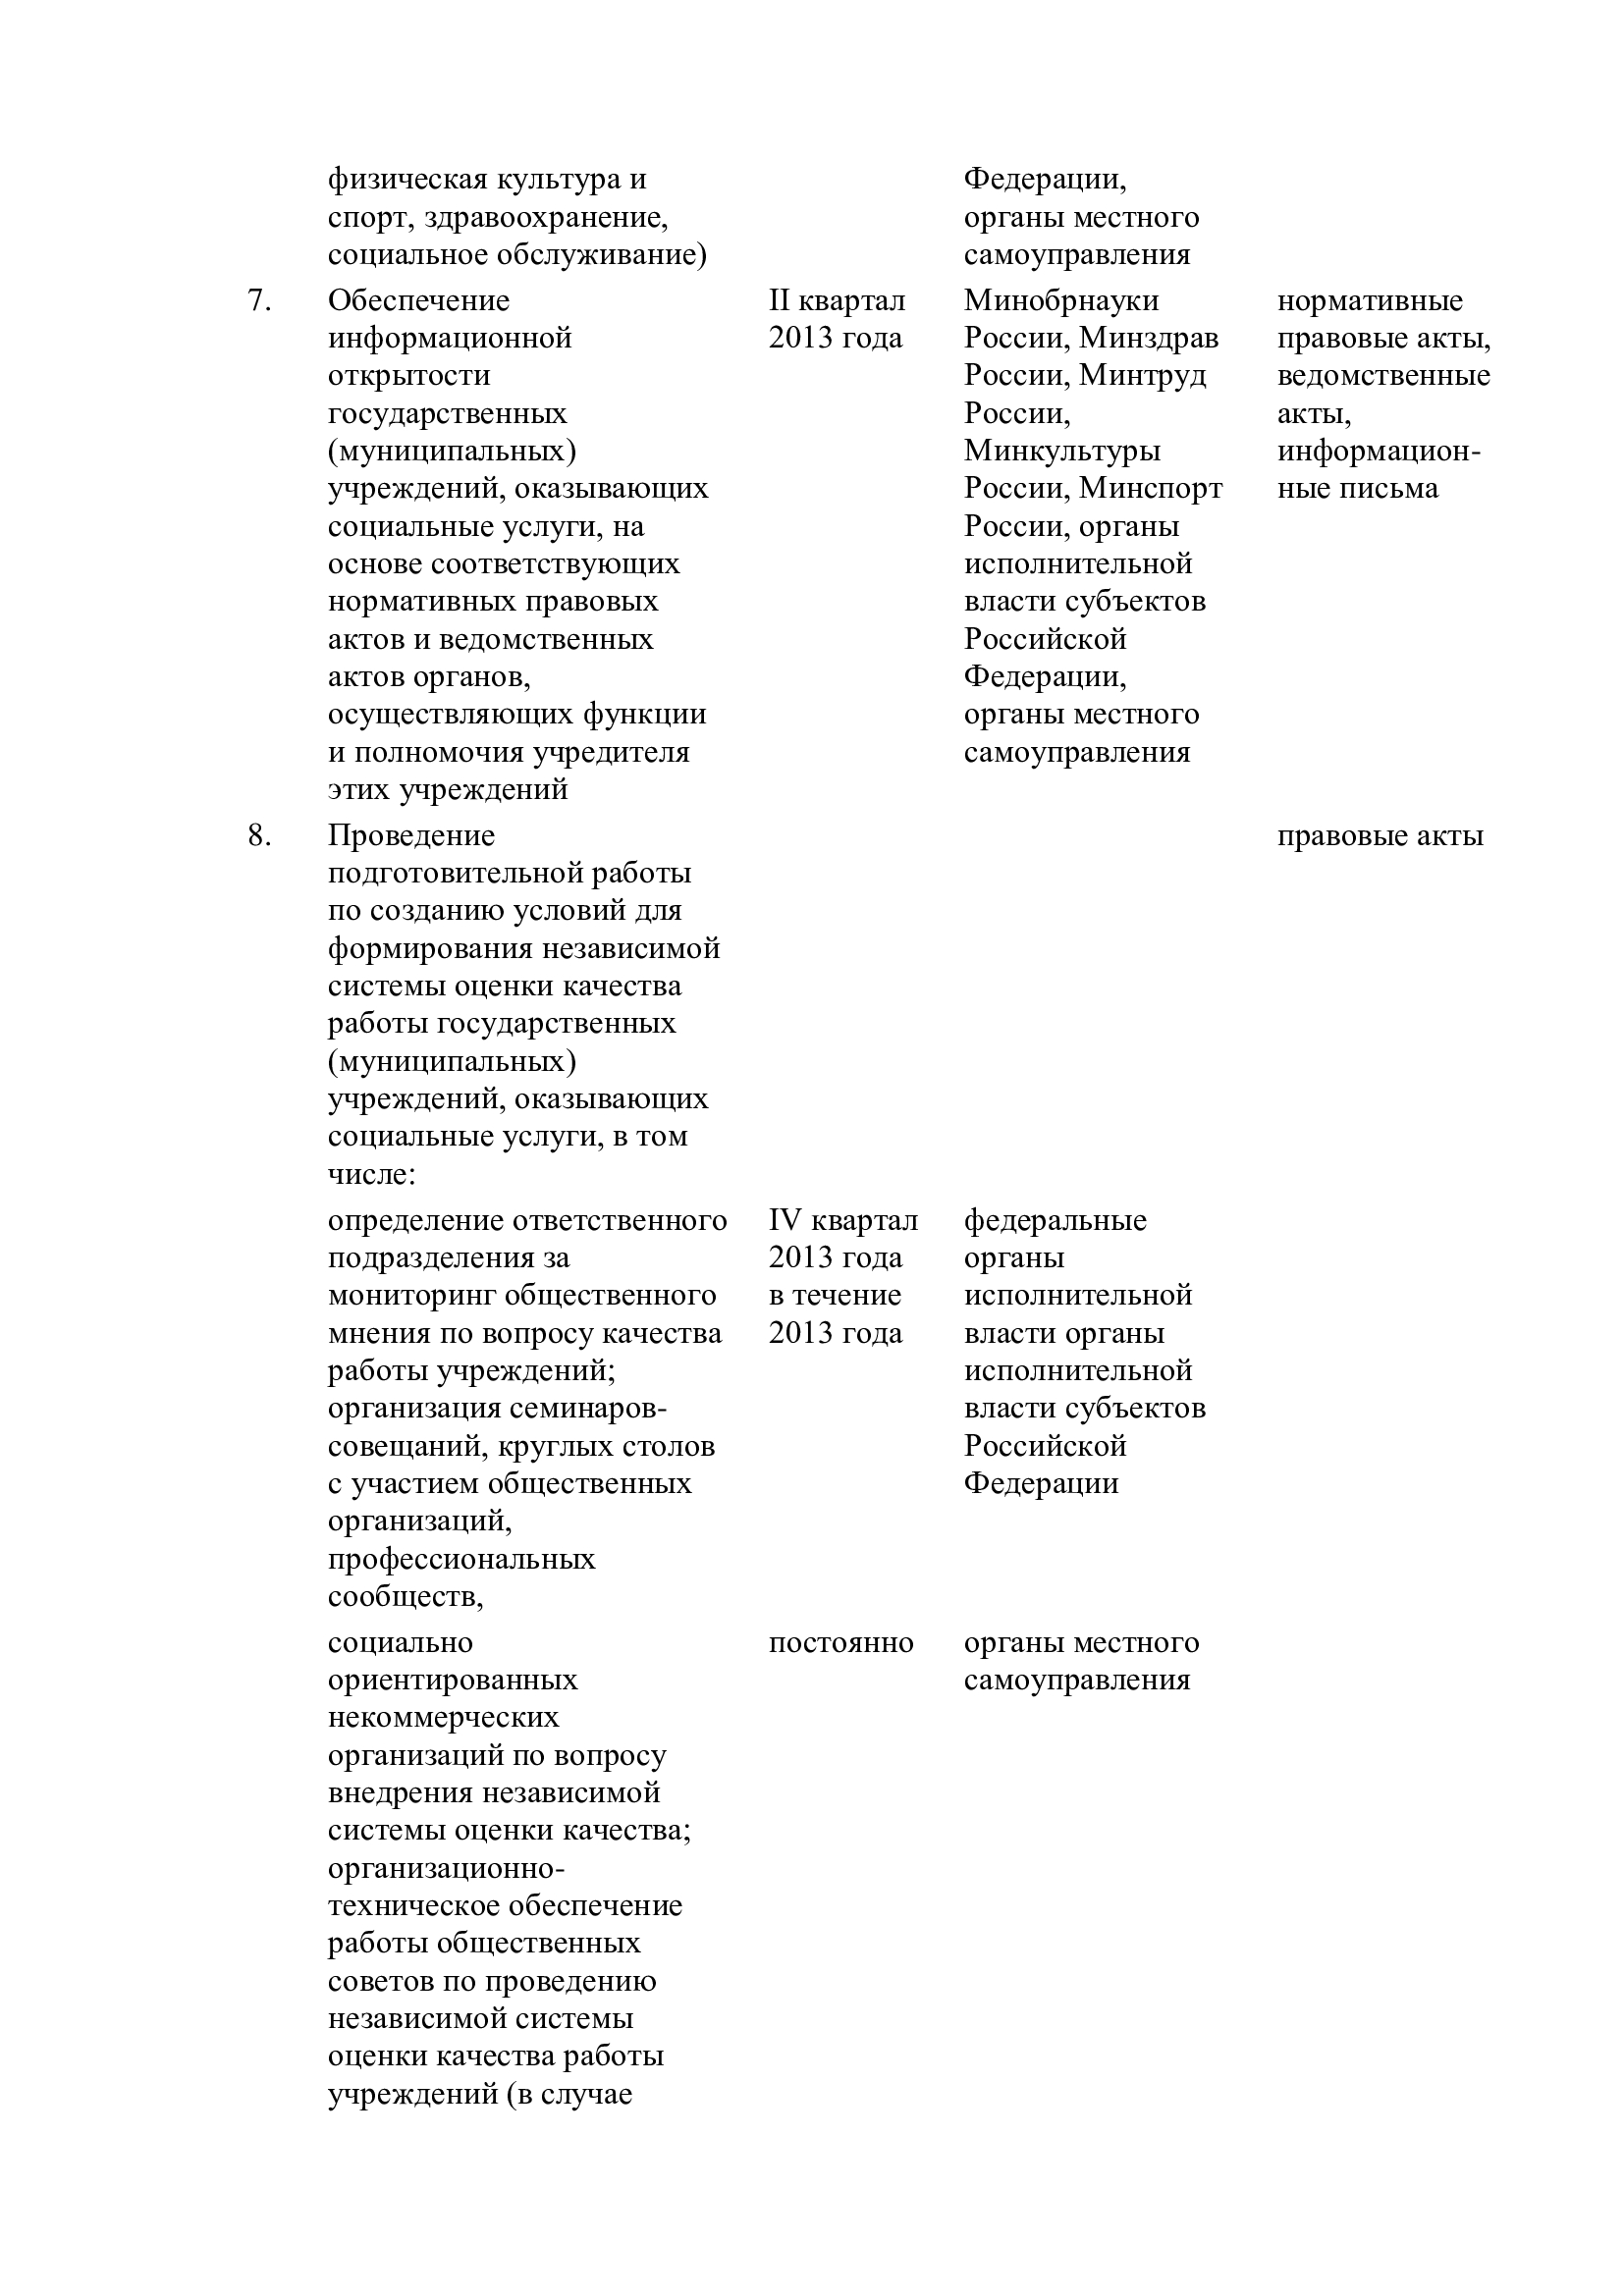 физическая культура и
спорт, здравоохранение,
социальное обслуживание)
Федерации,
органы местного
самоуправления
7.
Обеспечение
информационной
открытости
государственных
(муниципальных)
учреждений, оказывающих
социальные услуги, на
основе соответствующих
нормативных правовых
актов и ведомственных
актов органов,
осуществляющих функции
и полномочия учредителя
этих учреждений
II квартал
2013 года
Минобрнауки
России, Минздрав
России, Минтруд
России,
Минкультуры
России, Минспорт
России, органы
исполнительной
власти субъектов
Российской
Федерации,
органы местного
самоуправления
нормативные
правовые акты,
ведомственные
акты,
информацион-
ные письма
8.
Проведение
подготовительной работы
по созданию условий для
формирования независимой
системы оценки качества
работы государственных
(муниципальных)
учреждений, оказывающих
социальные услуги, в том
числе:
правовые акты
определение ответственного
подразделения за
мониторинг общественного
мнения по вопросу качества
работы учреждений;
организация семинаров-
совещаний, круглых столов
с участием общественных
организаций,
профессиональных
сообществ,
IV квартал
2013 года
в течение
2013 года
федеральные
органы
исполнительной
власти органы
исполнительной
власти субъектов
Российской
Федерации
социально
ориентированных
некоммерческих
организаций по вопросу
внедрения независимой
системы оценки качества;
организационно-
техническое обеспечение
работы общественных
советов по проведению
независимой системы
оценки качества работы
учреждений (в случае
постоянно
органы местного
самоуправления